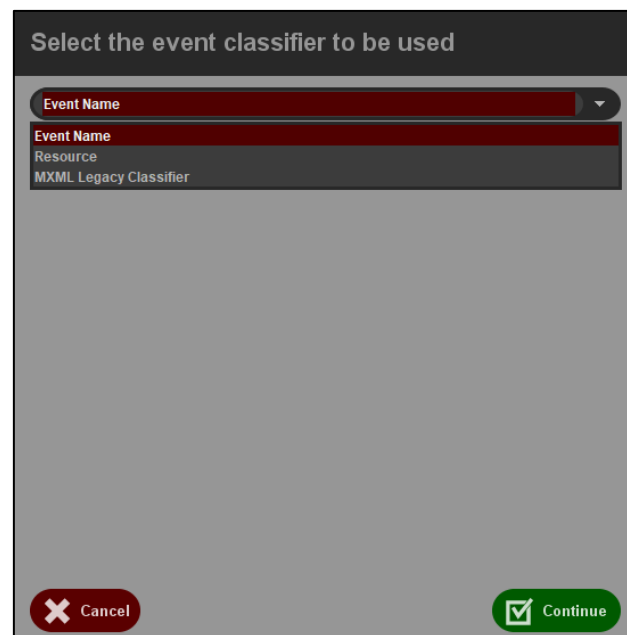 Select the event classifier to be used
Event Name
Event Name
Resource
MXML Legacy Classifier
Cancel
Continue